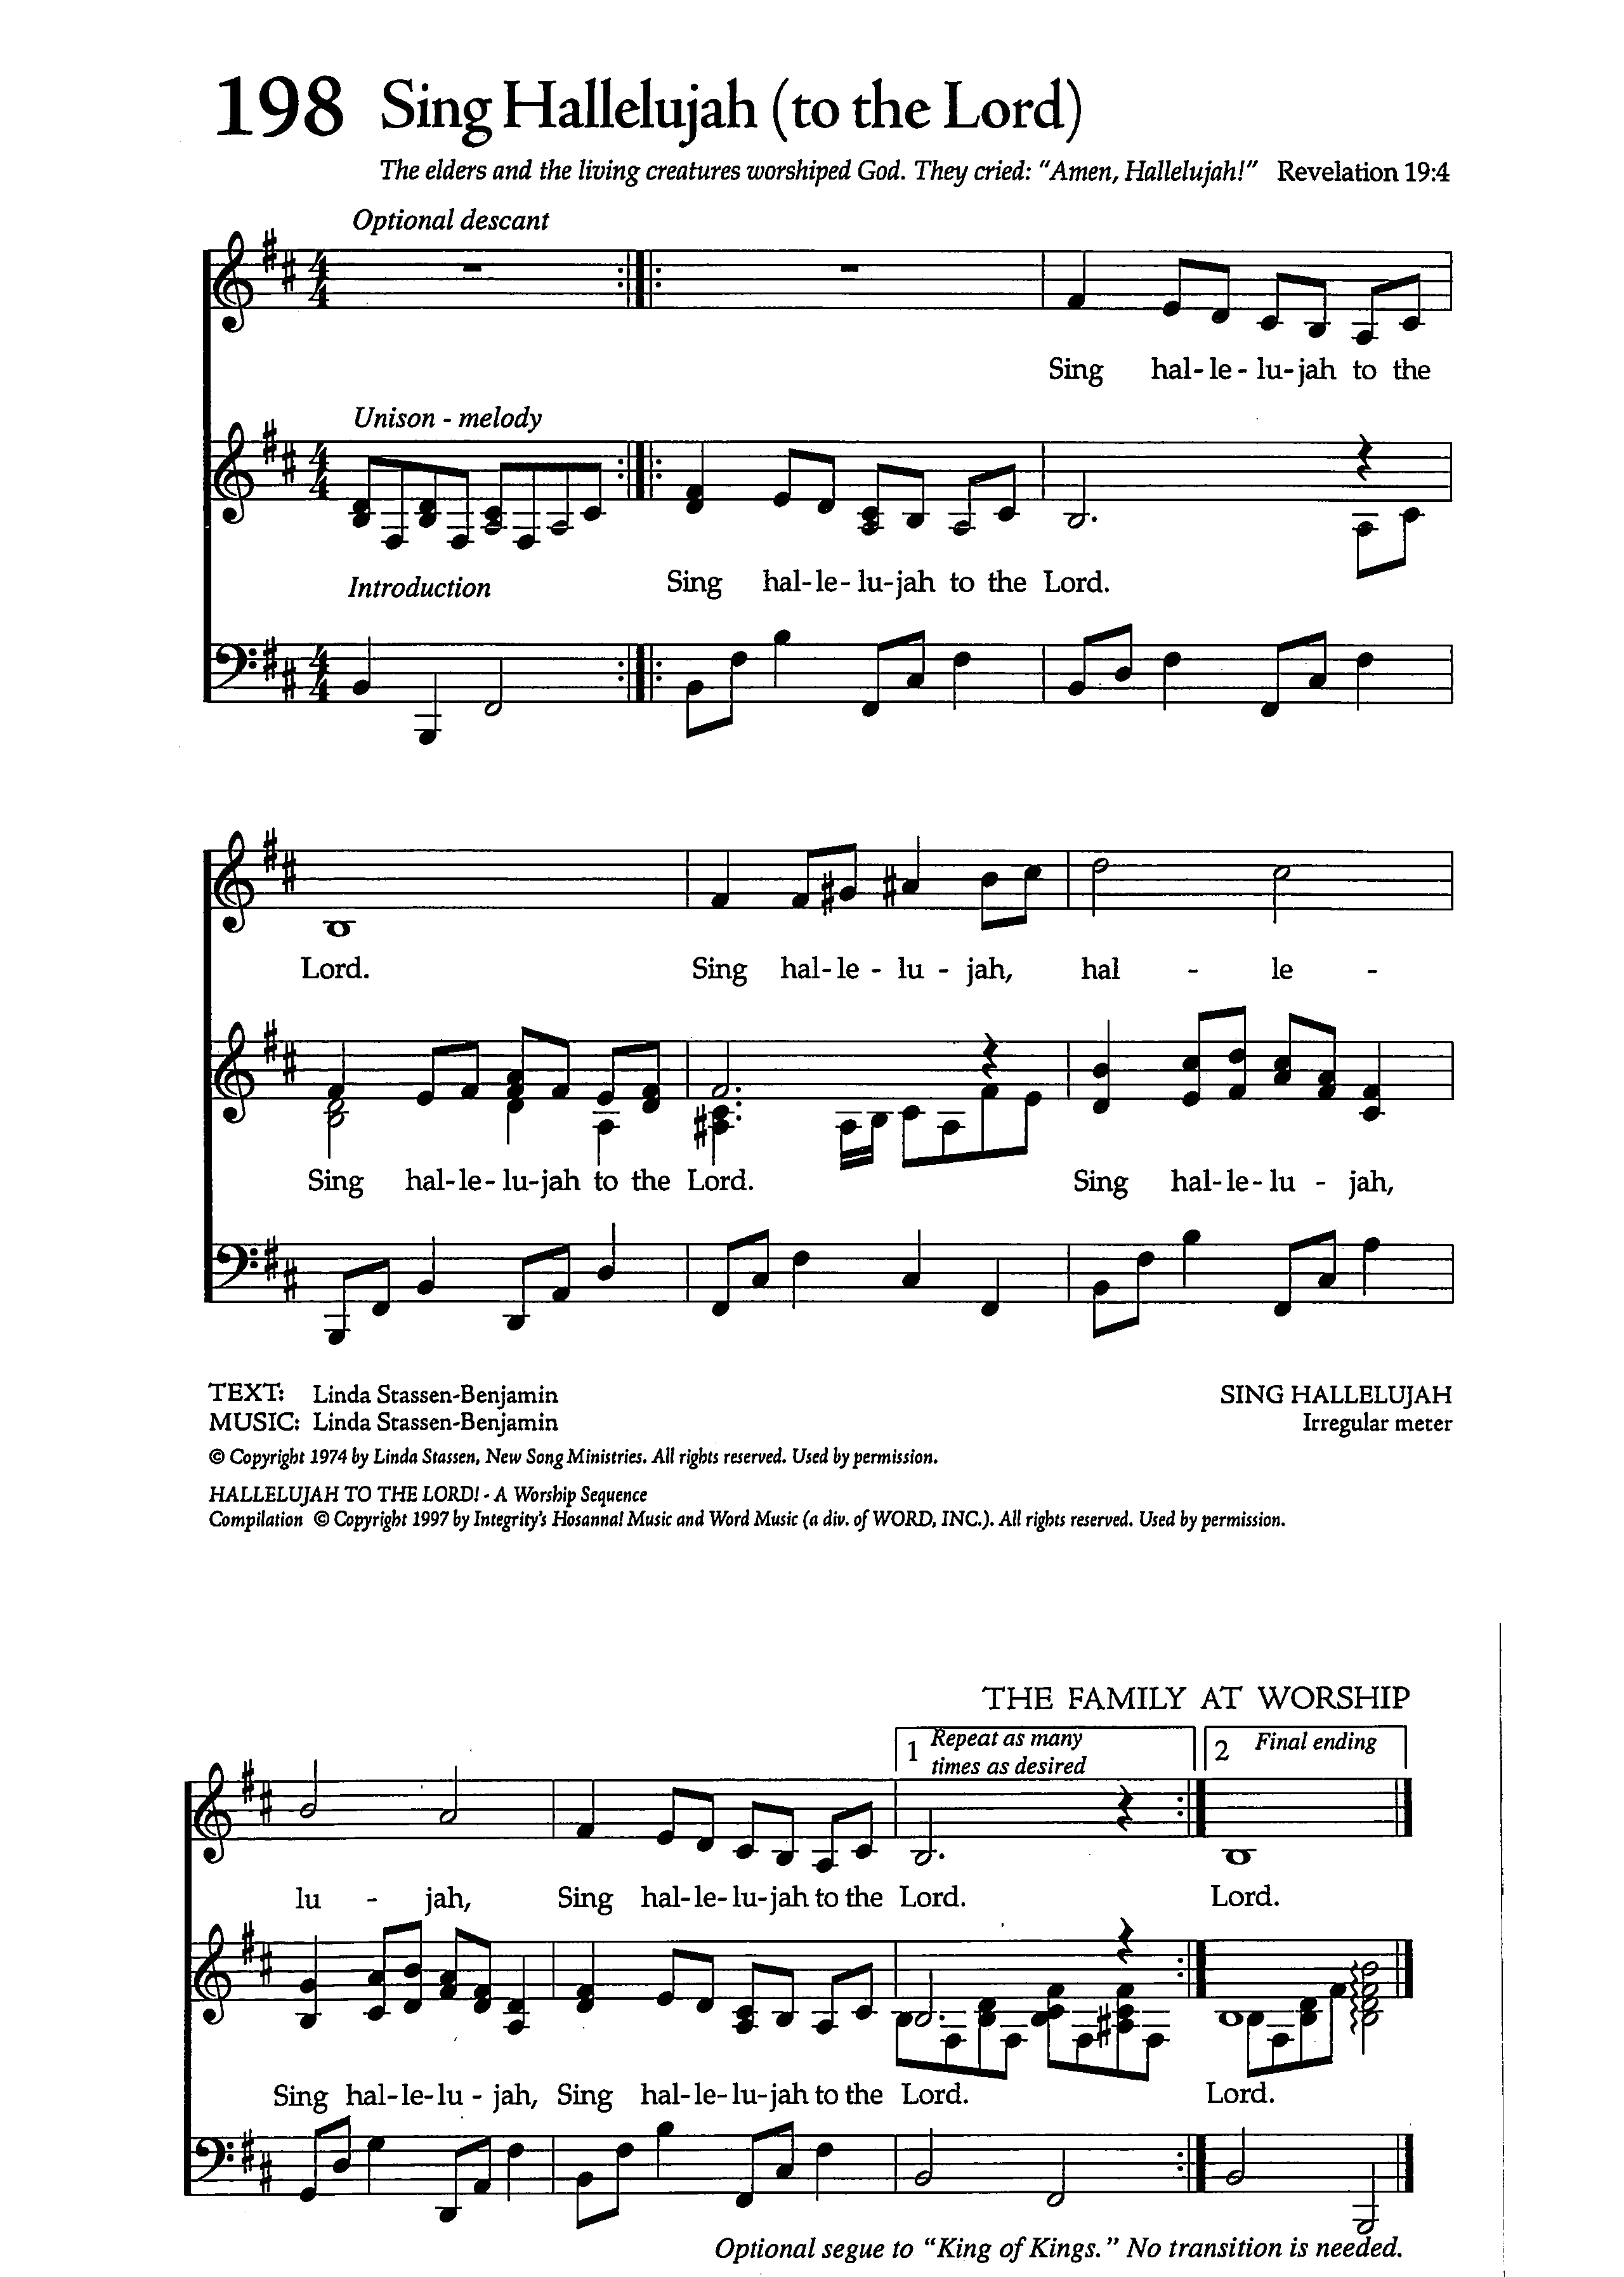 198 Sing Hallelujah (to the Lord)
The elders and the living creatures worshiped God. They cried: “Amen, Hallelujah!” Revelation 19:4
Optional descant
Sing hal-le-lu-jah to the
Unison - melody
Introduction
Sing hal-le-lu-jah to the Lord.
Lord. Sing hal-le-lu-jah, hal - le -
Sing hal-le-lu-jah to the Lord. Sing hal-le-lu - jah,
TEXT: Linda Stassen-Benjamin SING HALLELUJAH
MUSIC: Linda Stassen-Benjamin Irregular meter
© Copyright 1974 by Linda Stassen, New Song Ministries. All rights reserved. Used by permission.
HALLELUJAH TO THE LORD! - A Worship Sequence
Compilation © Copyright 1997 by Integrity's Hosanna! Music and Word Music (a div. of WORD, INC.). All rights reserved. Used by permission.
THE FAMILY AT WORSHIP
1 Repeat as many
times as desired
2 Final ending
lu - jah, Sing hal-le-lu-jah to the Lord. Lord.
Sing hal-le-lu - jah, Sing hal-le-lu-jah to the Lord. Lord.
Optional segue to “King of Kings.” No transition is needed.